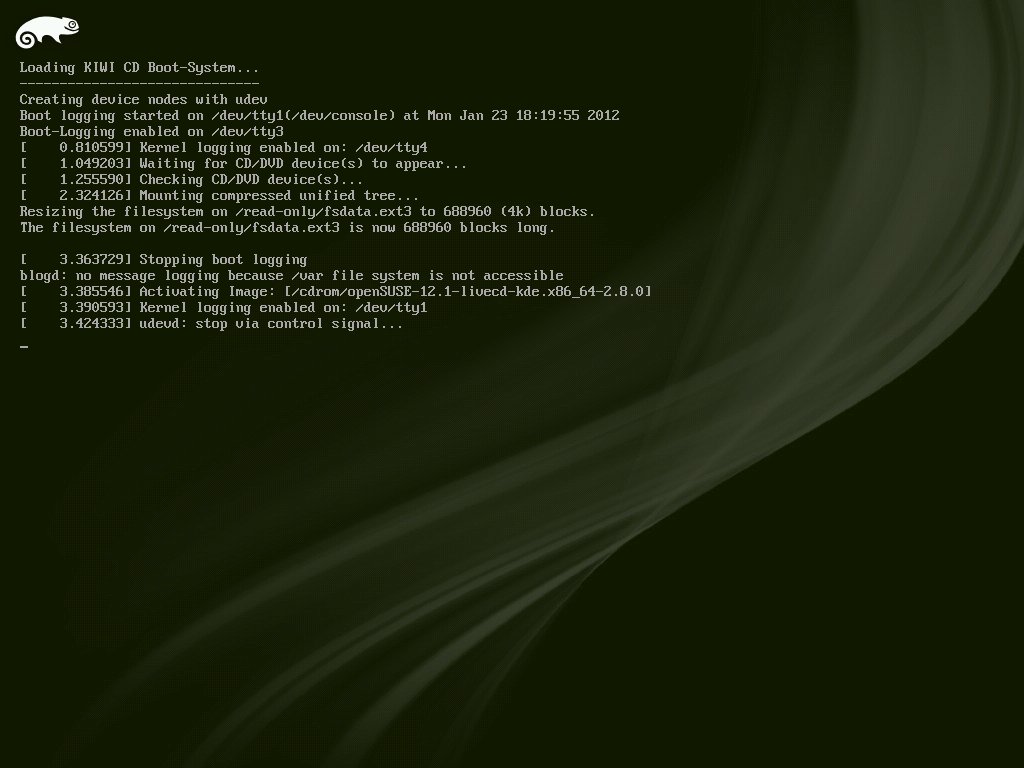 Loading KIWI CD Boot-System...
------------------------------
Creating device nodes with udev
Boot logging started on /dev/tty1(/dev/console) at Mon Jan 23 18:19:55 2012
Boot-Logging enabled on /dev/tty3
[    0.810599] Kernel logging enabled on: /dev/tty4
[    1.049203] Waiting for CD/DVD device(s) to appear...
[    1.255590] Checking CD/DVD device(s)...
[    2.324126] Mounting compressed unified tree...
Resizing the filesystem on /read-only/fsdata.ext3 to 688960 (4k) blocks.
The filesystem on /read-only/fsdata.ext3 is now 688960 blocks long.
[    3.363729] Stopping boot logging
blogd: no message logging because /var file system is not accessible
[    3.385546] Activating Image: [/cdrom/openSUSE-12.1-livecd-kde.x86_64-2.8.0]
[    3.390593] Kernel logging enabled on: /dev/tty1
[    3.424333] udevd: stop via control signal...
_